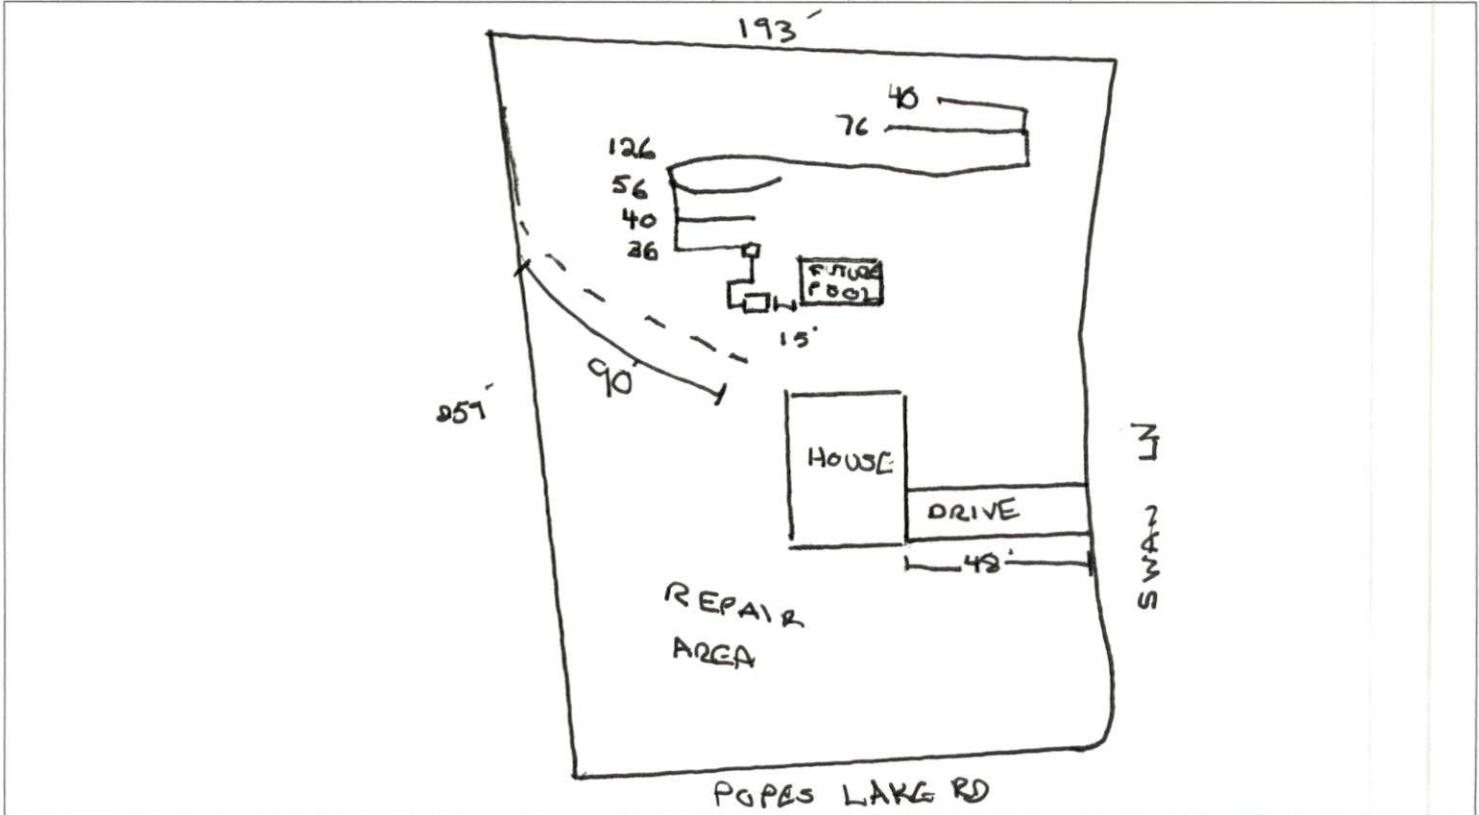 193'
40
76
126
56
40
36
FUTURE
POOL
15'
90'
259'
HOUSE
DRIVE
48'
SWAN LN
REPAIR
AREA
POPES LAKE RD